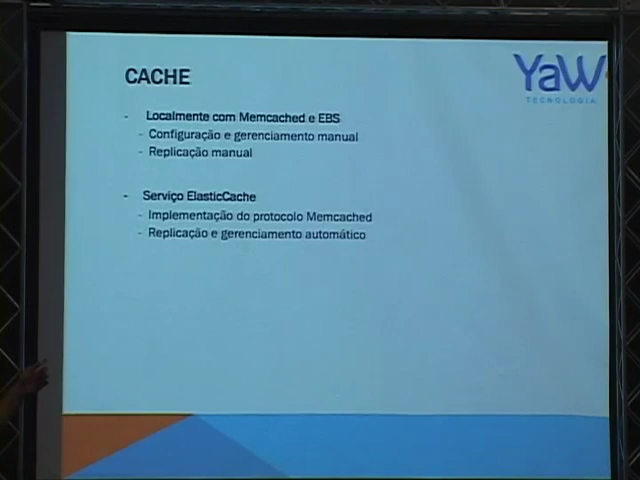 CACHE
YaW
TECNOLOGIA
- Localmente com Memcached e EBS
- Configuração e gerenciamento manual
- Replicação manual
- Serviço ElasticCache
- Implementação do protocolo Memcached
- Replicação e gerenciamento automático